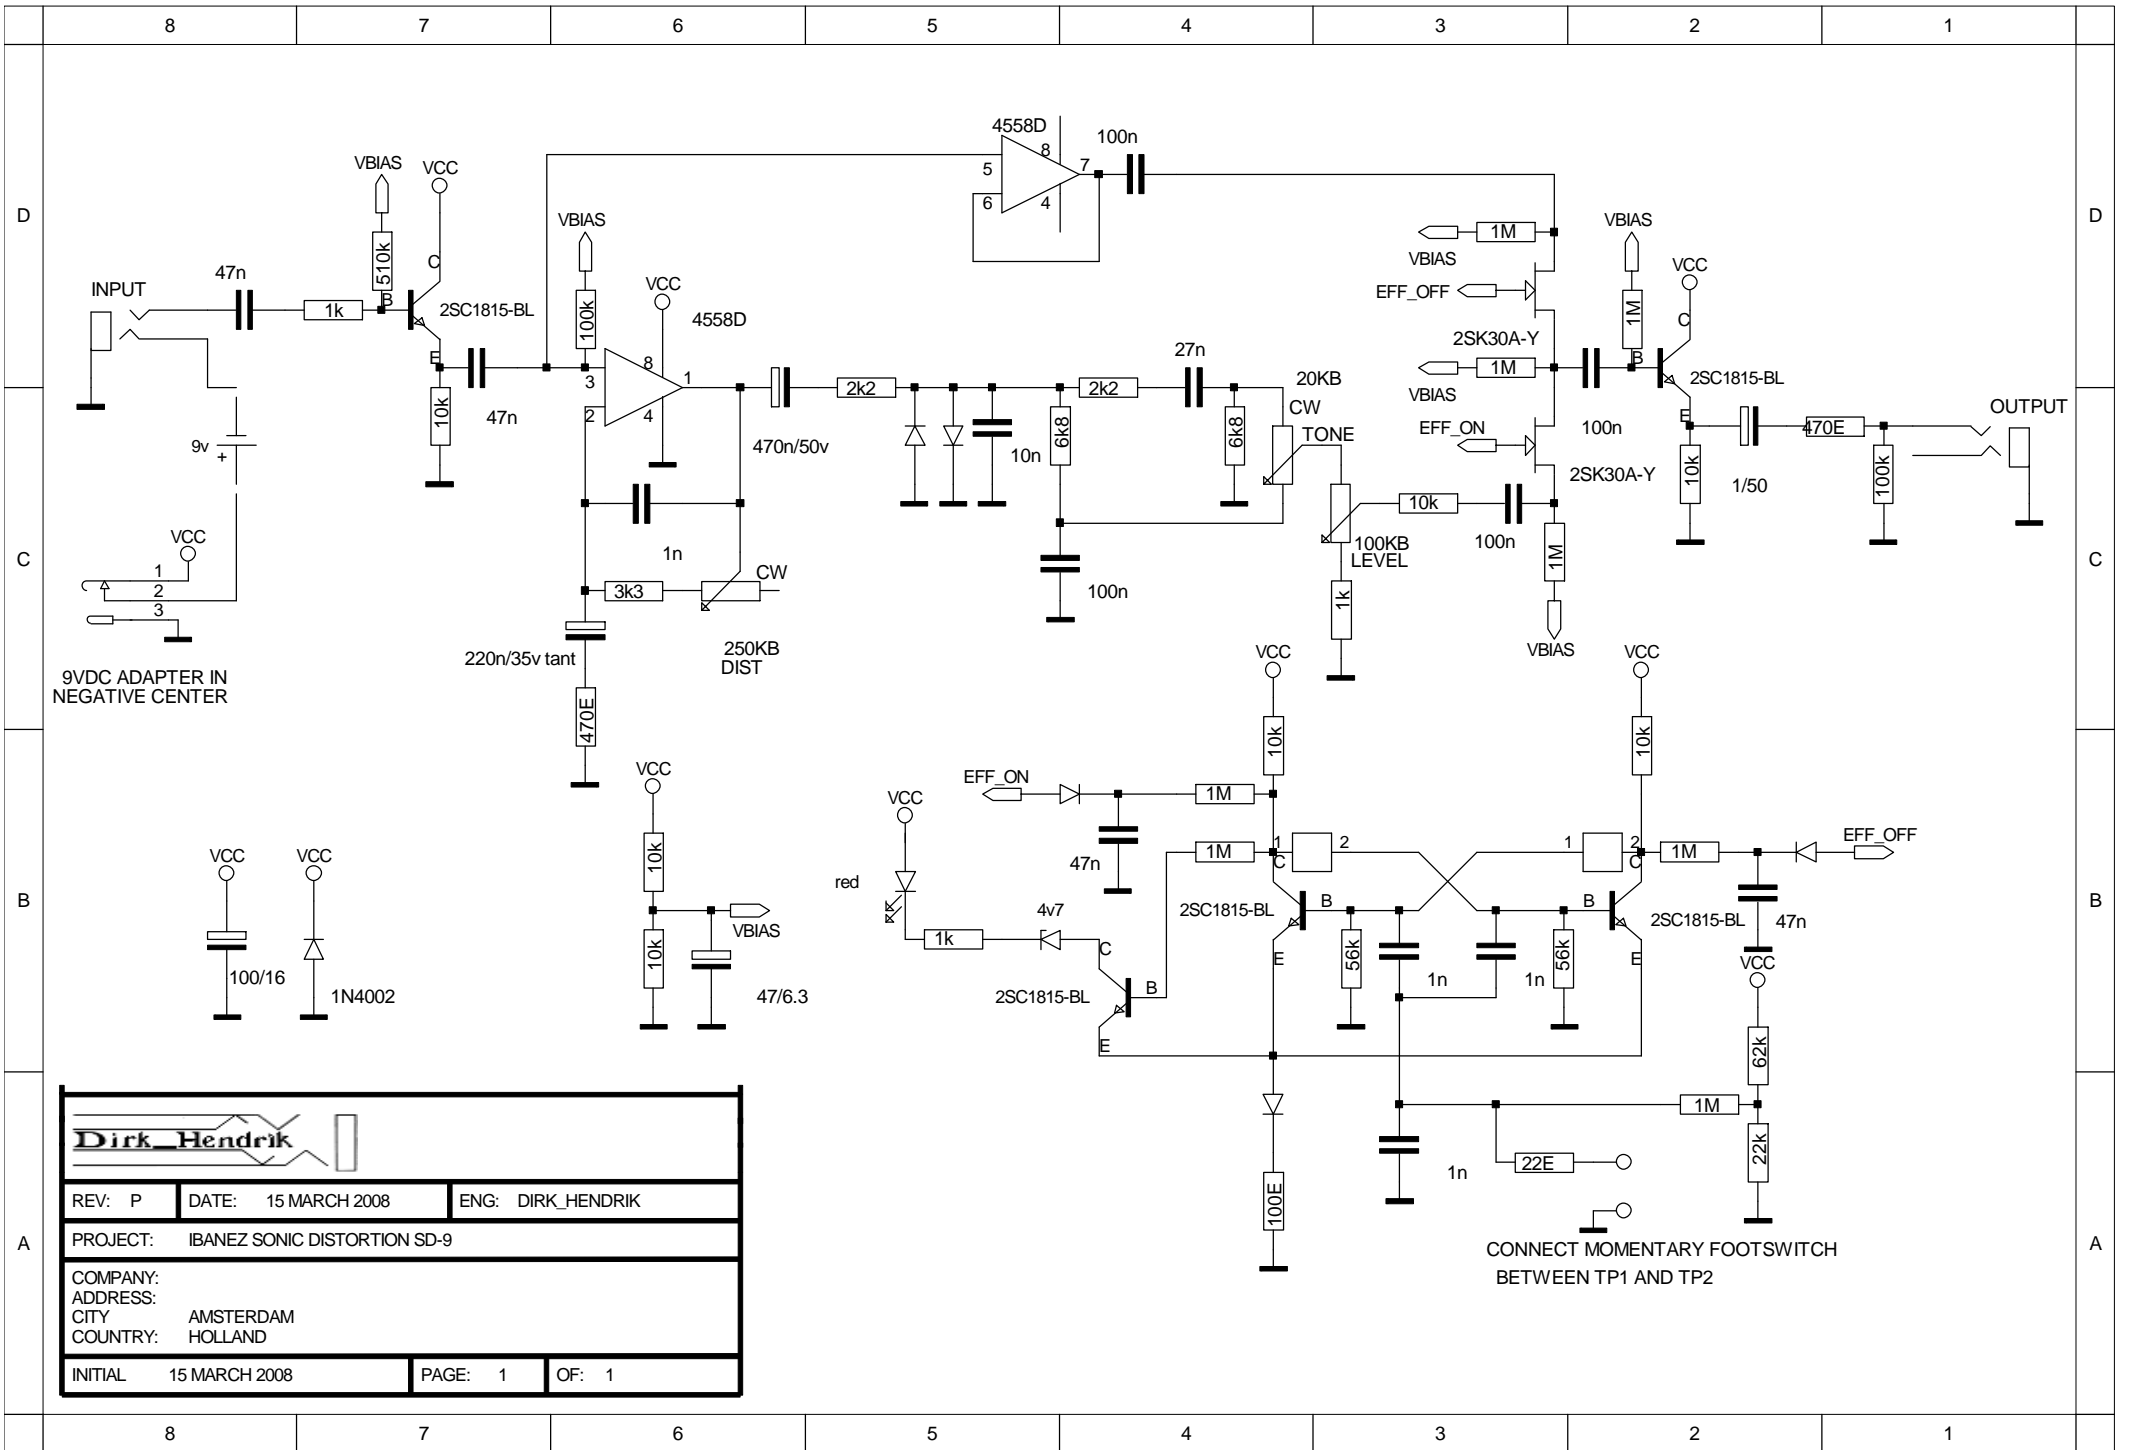 8 7 6 5 4 3 2 1
D D
C C
B B
A A
4558D
100n
8
5
7
6
4
VBIAS
VCC
510k
C
INPUT
47n
1k
B
2SC1815-BL
E
10k
47n
VBIAS
VCC
100k
4558D
8
3
1
2
4
1n
3k3
CW
250KB
DIST
220n/35v tant
470E
470n/50v
2k2
10n
6k8
2k2
27n
6k8
100n
20KB
CW
TONE
100KB
LEVEL
1k
10k
100n
1M
VBIAS
EFF_OFF
2SK30A-Y
1M
VBIAS
EFF_ON
2SK30A-Y
1M
VBIAS
VBIAS
1M
VCC
C
B
2SC1815-BL
E
100n
10k
1/50
470E
100k
OUTPUT
9v
+
VCC
1
2
3
9VDC ADAPTER IN
NEGATIVE CENTER
VCC
100/16
VCC
1N4002
VCC
10k
10k
VBIAS
47/6.3
VCC
red
1k
4v7
C
2SC1815-BL
B
E
EFF_ON
47n
1M
1M
VCC
10k
1
2
C
2SC1815-BL
B
E
56k
1n
1n
56k
VCC
10k
1
2
C
B
2SC1815-BL
E
1M
EFF_OFF
47n
VCC
62k
1M
22k
100E
1n
22E
CONNECT MOMENTARY FOOTSWITCH
BETWEEN TP1 AND TP2
Dirk_Hendrik
REV: P DATE: 15 MARCH 2008 ENG: DIRK_HENDRIK
PROJECT: IBANEZ SONIC DISTORTION SD-9
COMPANY:
ADDRESS:
CITY AMSTERDAM
COUNTRY: HOLLAND
INITIAL 15 MARCH 2008 PAGE: 1 OF: 1
8 7 6 5 4 3 2 1